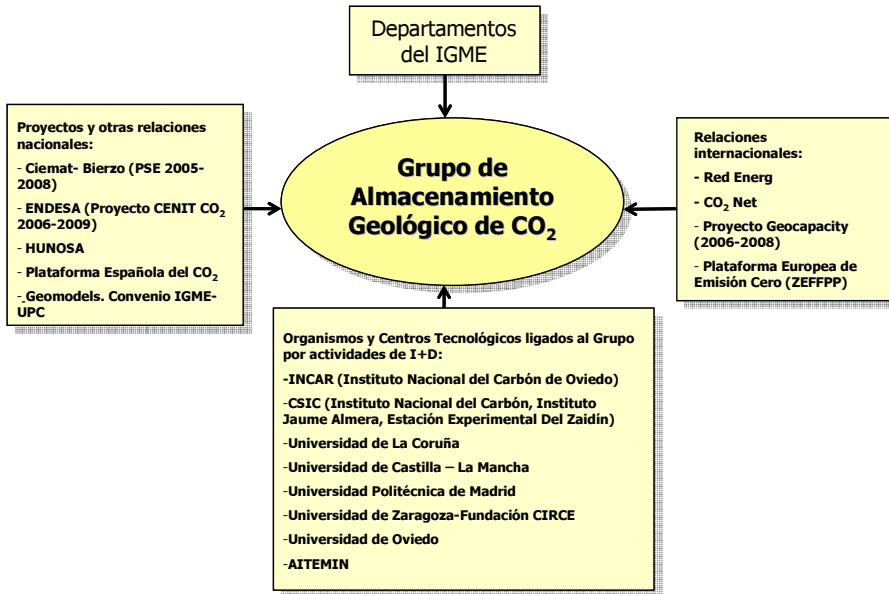 Departamentos
del IGME
Proyectos y otras relaciones
nacionales:
- Ciemat- Bierzo (PSE 2005-
2008)
- ENDESA (Proyecto CENIT CO₂
2006-2009)
- HUNOSA
- Plataforma Española del CO₂
-Geomodels. Convenio IGME-
UPC
Grupo de
Almacenamiento
Geológico de CO₂
Relaciones
internacionales:
- Red Energ
- CO₂ Net
- Proyecto Geocapacity
(2006-2008)
- Plataforma Europea de
Emisión Cero (ZEFFPP)
Organismos y Centros Tecnológicos ligados al Grupo
por actividades de I+D:
-INCAR (Instituto Nacional del Carbón de Oviedo)
-CSIC (Instituto Nacional del Carbón, Instituto
Jaume Almera, Estación Experimental Del Zaidín)
-Universidad de La Coruña
-Universidad de Castilla – La Mancha
-Universidad Politécnica de Madrid
-Universidad de Zaragoza-Fundación CIRCE
-Universidad de Oviedo
-AITEMIN